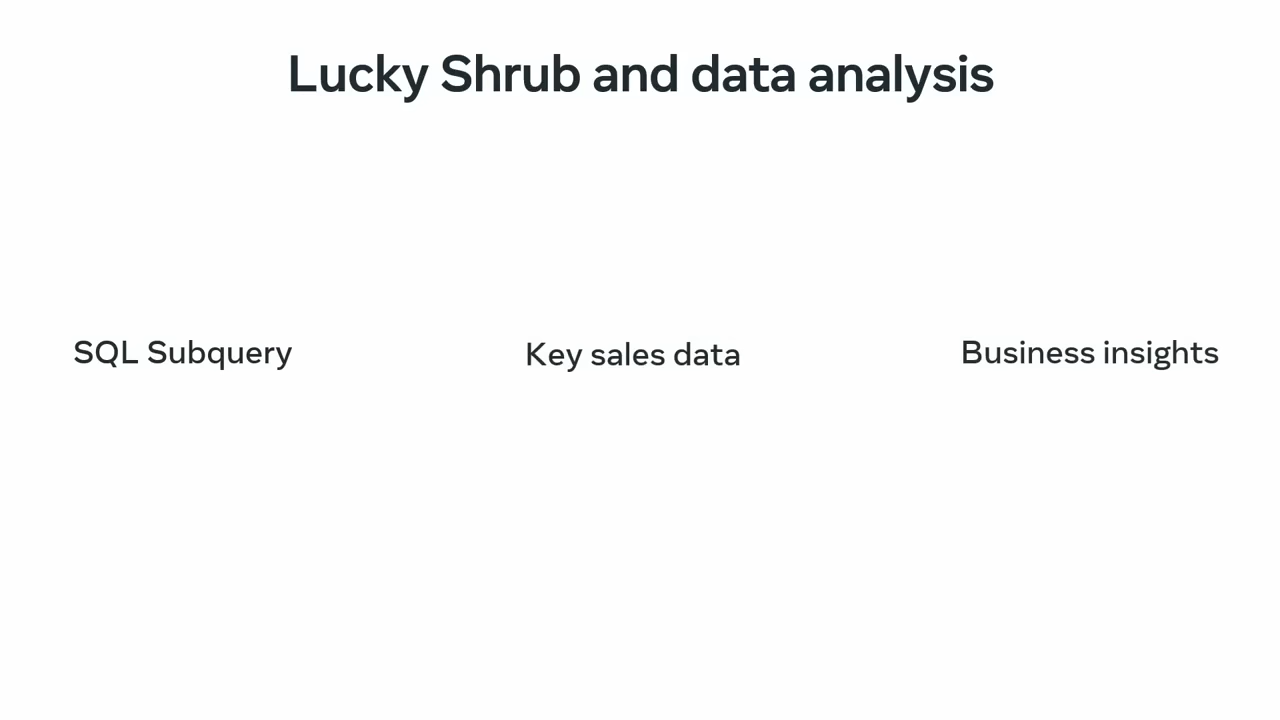 Lucky Shrub and data analysis
SQL Subquery
Key sales data
Business insights